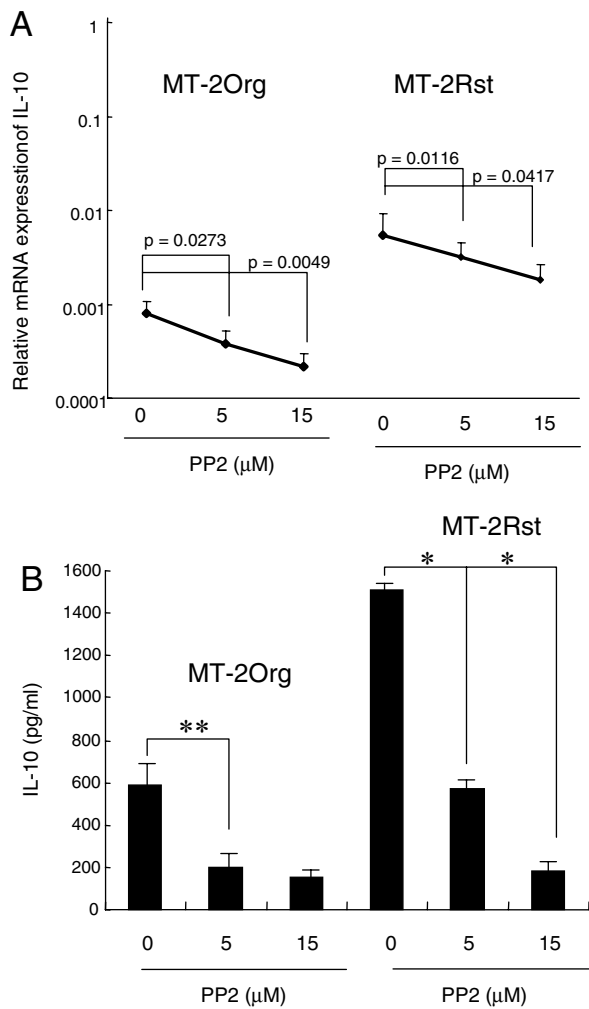 A
Relative mRNA expresstionof IL-10
1
0.1
0.01
0.001
0.0001
MT-2Org
MT-2Rst
p = 0.0116
p = 0.0417
p = 0.0273
p = 0.0049
0 5 15
0 5 15
PP2 (μM)
PP2 (μM)
B
MT-2Rst
MT-2Org
IL-10 (pg/ml)
1600
1400
1200
1000
800
600
400
200
0
* *
**
0 5 15 0 5 15
PP2 (μM) PP2 (μM)